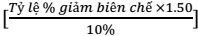 [Tỷ lệ % giảm biên chế ×1.50
10%]